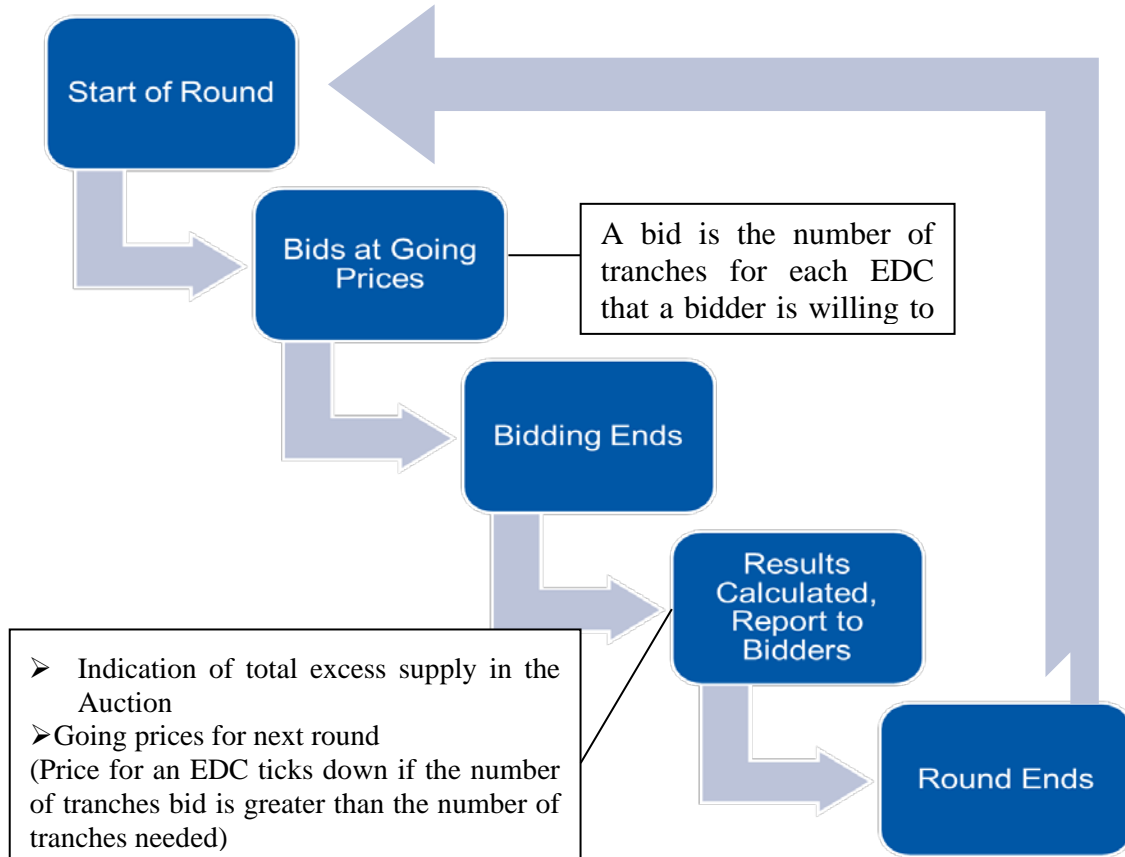 Start of Round
Bids at Going
Prices
A bid is the number of
tranches for each EDC
that a bidder is willing to
Bidding Ends
Results
Calculated,
Report to
Bidders
➢ Indication of total excess supply in the
Auction
➢Going prices for next round
(Price for an EDC ticks down if the number
of tranches bid is greater than the number of
tranches needed)
Round Ends